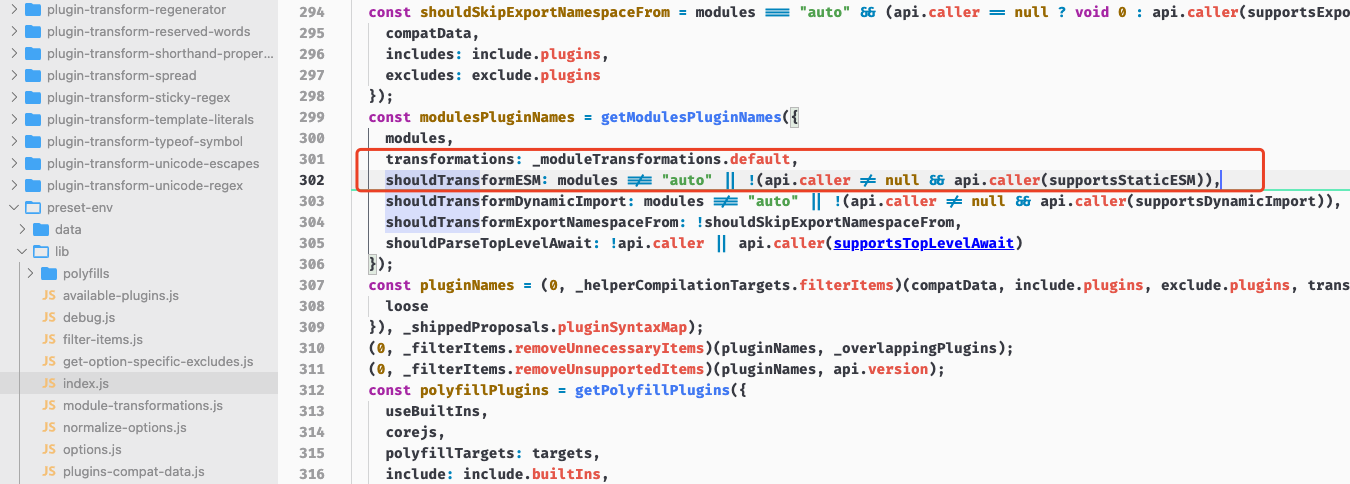 plugin-transform-regenerator
plugin-transform-reserved-words
plugin-transform-shorthand-proper...
plugin-transform-spread
plugin-transform-sticky-regex
plugin-transform-template-literals
plugin-transform-typeof-symbol
plugin-transform-unicode-escapes
plugin-transform-unicode-regex
preset-env
data
lib
polyfills
JS available-plugins.js
JS debug.js
JS filter-items.js
JS get-option-specific-excludes.js
JS index.js
JS module-transformations.js
JS normalize-options.js
JS options.js
JS plugins-compat-data.js
294 const shouldSkipExportNamespaceFrom = modules === "auto" && (api.caller == null ? void 0 : api.caller(supportsExpo
295 compatData,
296 includes: include.plugins,
297 excludes: exclude.plugins
298 });
299 const modulesPluginNames = getModulesPluginNames({
300 modules,
301 transformations: _moduleTransformations.default,
302 shouldTransformESM: modules !== "auto" || !(api.caller != null && api.caller(supportsStaticESM)),
303 shouldTransformDynamicImport: modules !== "auto" || !(api.caller != null && api.caller(supportsDynamicImport)),
304 shouldTransformExportNamespaceFrom: !shouldSkipExportNamespaceFrom,
305 shouldParseTopLevelAwait: !api.caller || api.caller(supportsTopLevelAwait)
306 });
307 const pluginNames = (0, _helperCompilationTargets.filterItems)(compatData, include.plugins, exclude.plugins, trans
308 loose
309 }), _shippedProposals.pluginSyntaxMap);
310 (0, _filterItems.removeUnnecessaryItems)(pluginNames, _overlappingPlugins);
311 (0, _filterItems.removeUnsupportedItems)(pluginNames, api.version);
312 const polyfillPlugins = getPolyfillPlugins({
313 useBuiltIns,
314 corejs,
315 polyfillTargets: targets,
316 include: include.builtIns,